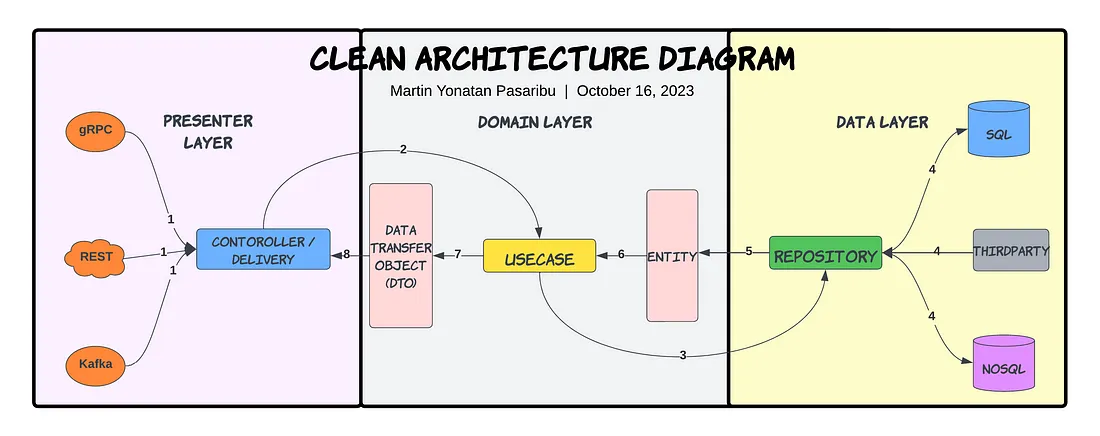 CLEAN ARCHITECTURE DIAGRAM
Martin Yonatan Pasaribu | October 16, 2023
PRESENTER
LAYER
gRPC
REST
Kafka
1
1
1
CONTOROLLER /
DELIVERY
2
DOMAIN LAYER
8
DATA
TRANSFER
OBJECT
(DTO)
7
USECASE
6
ENTITY
3
5
DATA LAYER
REPOSITORY
4
4
4
SQL
THIRDPARTY
NOSQL